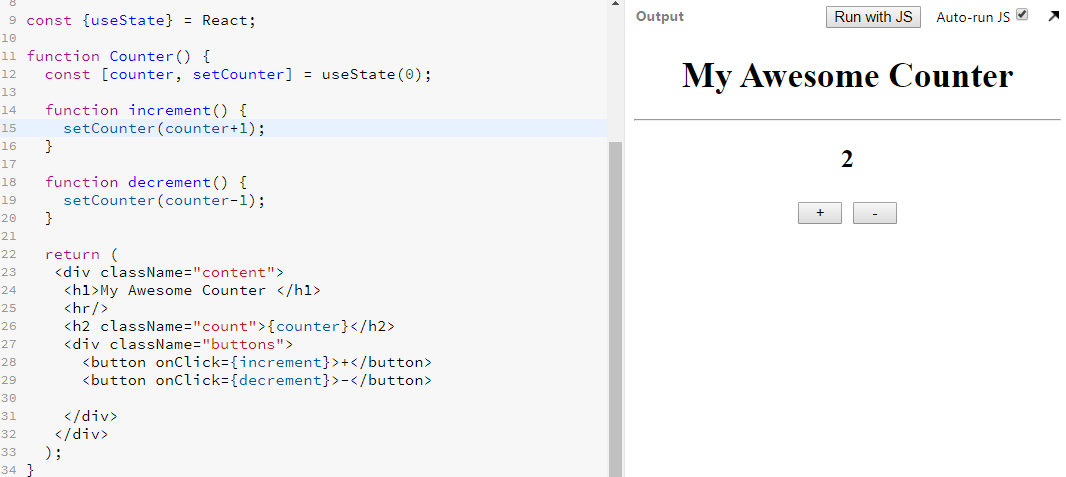 8
9 const {useState} = React;
10
11 function Counter() {
12   const [counter, setCounter] = useState(0);
13
14   function increment() {
15     setCounter(counter+1);
16   }
17
18   function decrement() {
19     setCounter(counter-1);
20   }
21
22   return (
23    <div className="content">
24     <h1>My Awesome Counter </h1>
25     <hr/>
26     <h2 className="count">{counter}</h2>
27     <div className="buttons">
28       <button onClick={increment}>+</button>
29       <button onClick={decrement}>-</button>
30
31     </div>
32    </div>
33   );
34 }
Output
Run with JS
Auto-run JS
My Awesome Counter
2
+ -